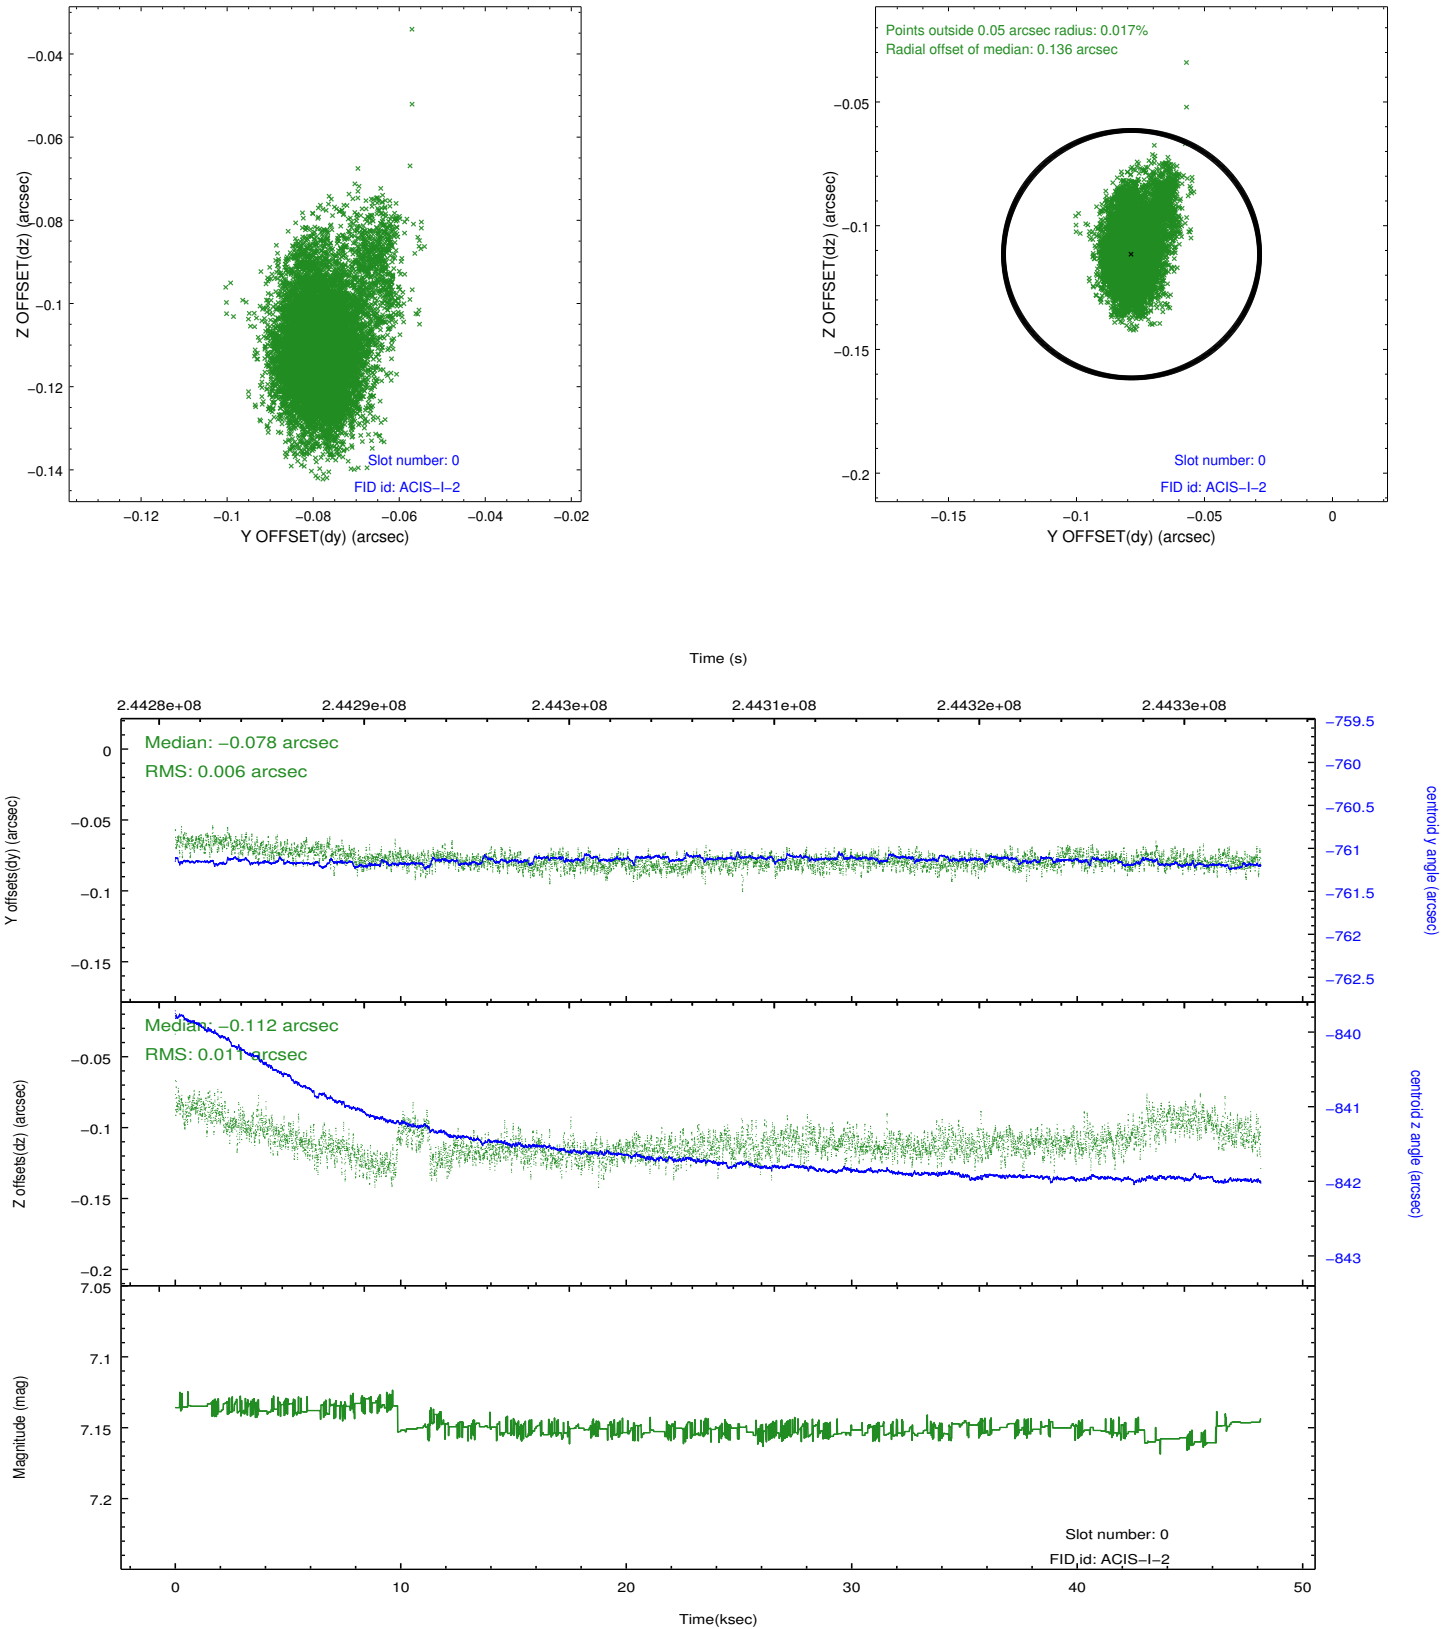 −0.04
−0.06
−0.08
−0.1
−0.12
−0.14
Z OFFSET(dz) (arcsec)
Slot number: 0
FID id: ACIS−I−2
−0.12 −0.1 −0.08 −0.06 −0.04 −0.02
Y OFFSET(dy) (arcsec)
Points outside 0.05 arcsec radius: 0.017%
Radial offset of median: 0.136 arcsec
−0.05
−0.1
−0.15
−0.2
Z OFFSET(dz) (arcsec)
Slot number: 0
FID id: ACIS−I−2
−0.15 −0.1 −0.05 0
Y OFFSET(dy) (arcsec)
Time (s)
2.4428e+08 2.4429e+08 2.443e+08 2.4431e+08 2.4432e+08 2.4433e+08
Median: −0.078 arcsec
RMS: 0.006 arcsec
0
−0.05
−0.1
−0.15
Y offsets(dy) (arcsec)
−759.5
−760
−760.5
−761
−761.5
−762
−762.5
centroid y angle (arcsec)
Median: −0.112 arcsec
RMS: 0.011 arcsec
−0.05
−0.1
−0.15
−0.2
Z offsets(dz) (arcsec)
−840
−841
−842
−843
centroid z angle (arcsec)
7.05
7.1
7.15
7.2
Magnitude (mag)
Slot number: 0
FID id: ACIS−I−2
0 10 20 30 40 50
Time(ksec)